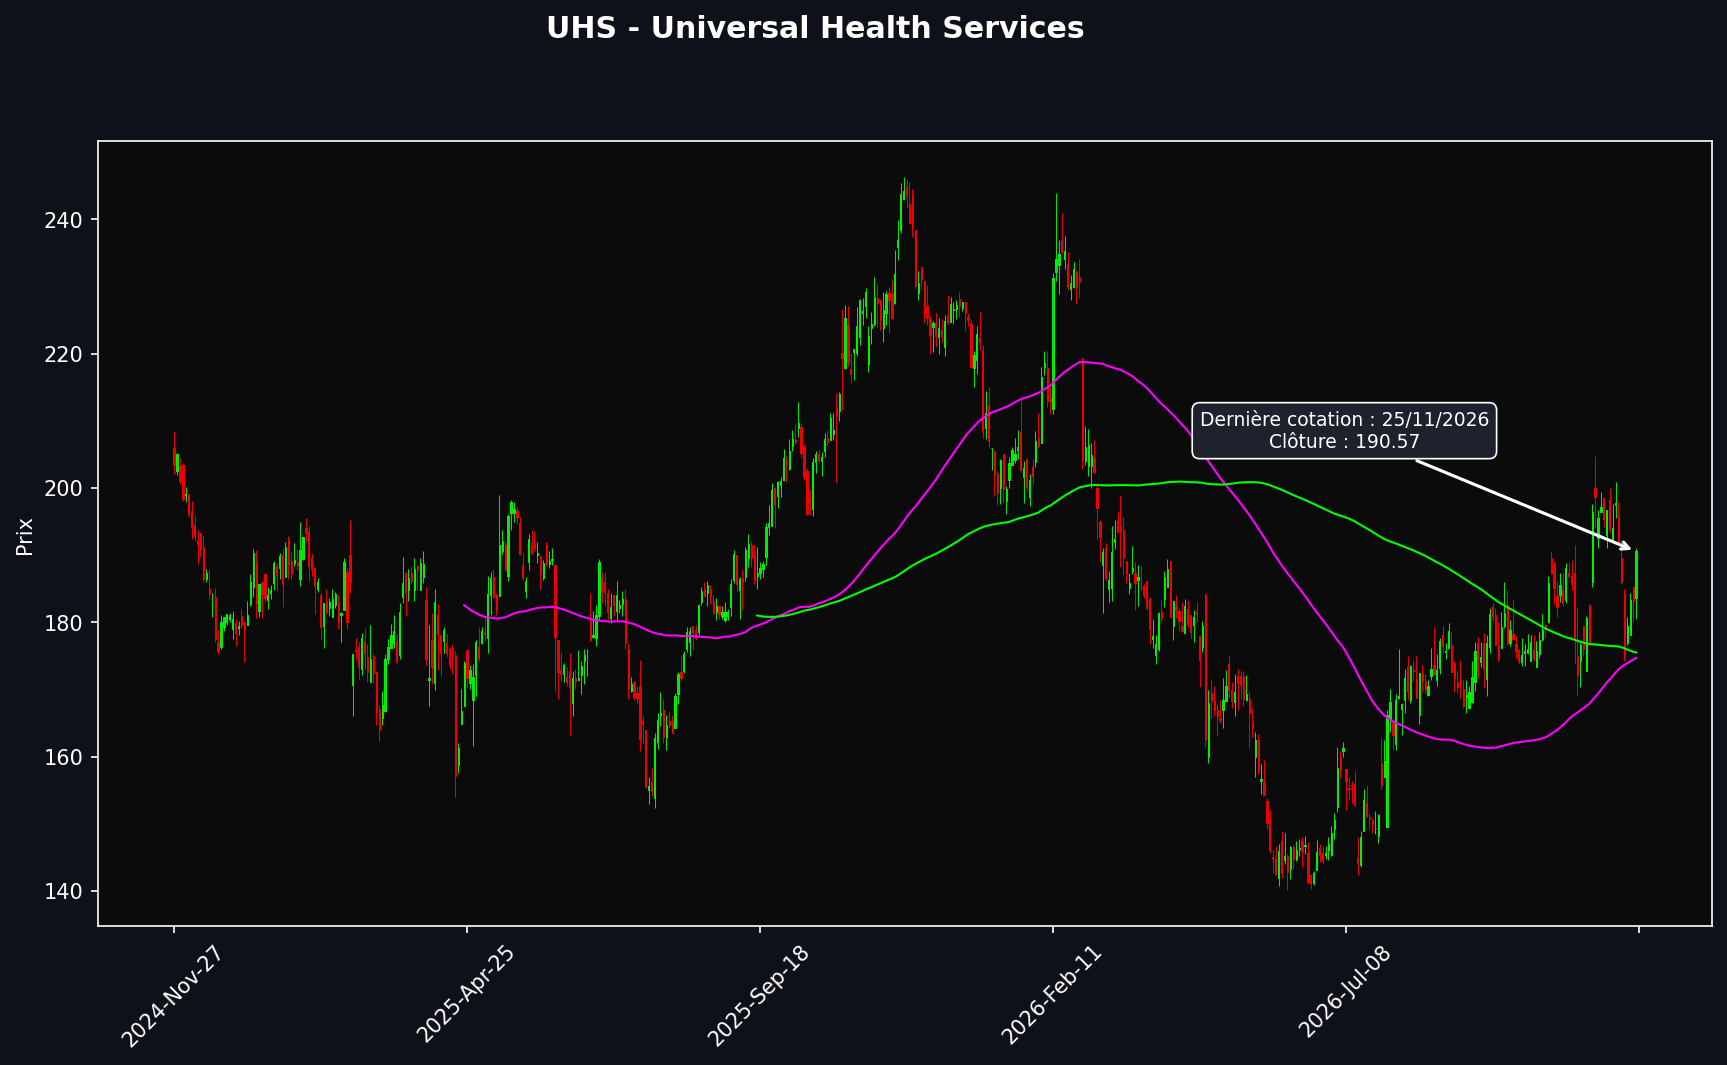 UHS - Universal Health Services
Prix
240
220
200
180
160
140
Dernière cotation : 25/11/2026
Clôture : 190.57
2024-Nov-27
2025-Apr-25
2025-Sep-18
2026-Feb-11
2026-Jul-08